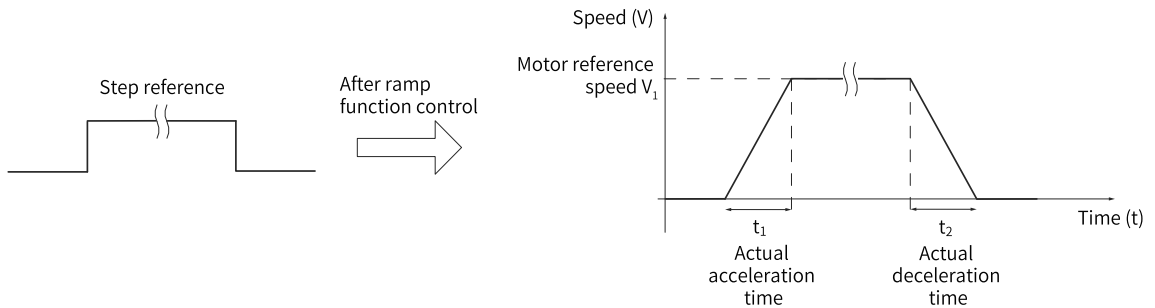 Step reference
After ramp
function control
Speed (V)
Motor reference
speed V₁
Time (t)
t₁
Actual
acceleration
time
t₂
Actual
deceleration
time